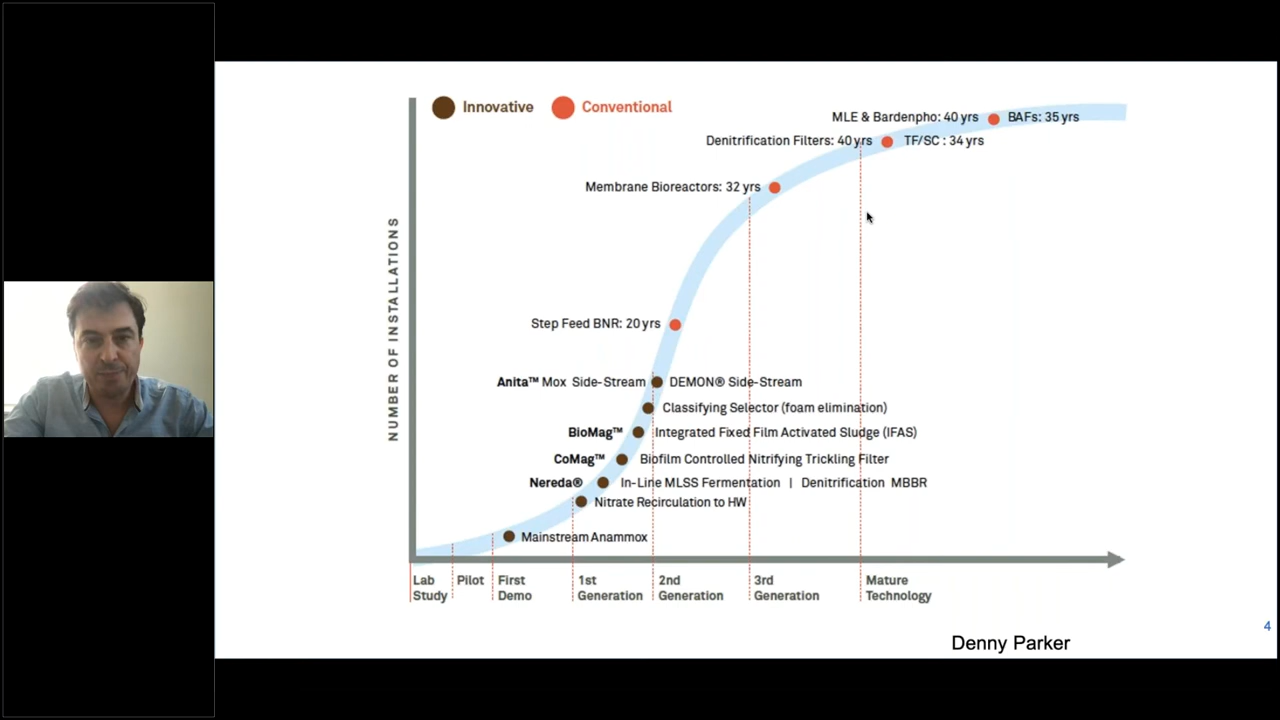 Innovative
Conventional
MLE & Bardenpho: 40 yrs
BAFs: 35 yrs
Denitrification Filters: 40 yrs
TF/SC : 34 yrs
Membrane Bioreactors: 32 yrs
NUMBER OF INSTALLATIONS
Step Feed BNR: 20 yrs
Anita™ Mox Side-Stream
DEMON® Side-Stream
Classifying Selector (foam elimination)
BioMag™
Integrated Fixed Film Activated Sludge (IFAS)
CoMag™
Biofilm Controlled Nitrifying Trickling Filter
Nereda®
In-Line MLSS Fermentation | Denitrification MBBR
Nitrate Recirculation to HW
Mainstream Anammox
Lab
Study
Pilot
First
Demo
1st
Generation
2nd
Generation
3rd
Generation
Mature
Technology
4
Denny Parker